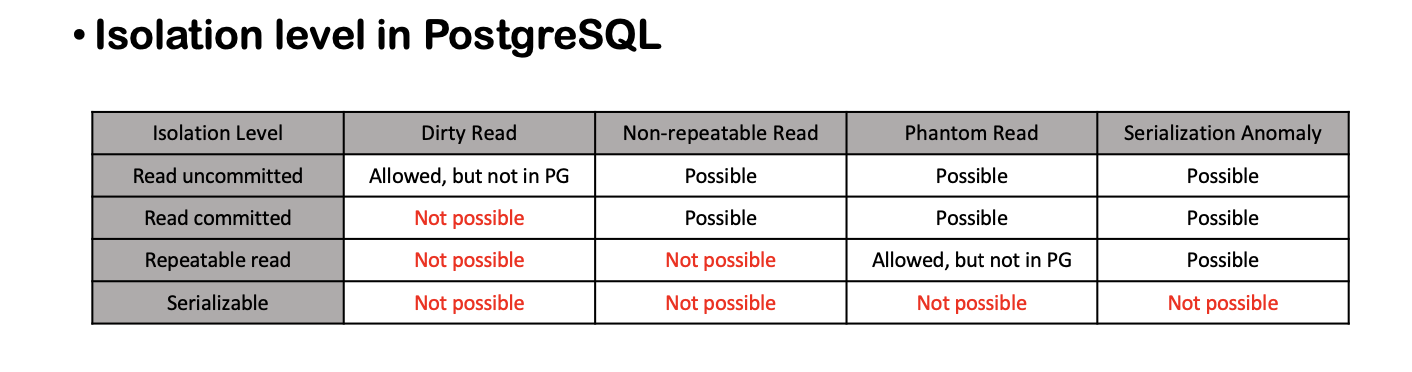 • Isolation level in PostgreSQL
Isolation Level Dirty Read Non-repeatable Read Phantom Read Serialization Anomaly
Read uncommitted Allowed, but not in PG Possible Possible Possible
Read committed Not possible Possible Possible Possible
Repeatable read Not possible Not possible Allowed, but not in PG Possible
Serializable Not possible Not possible Not possible Not possible